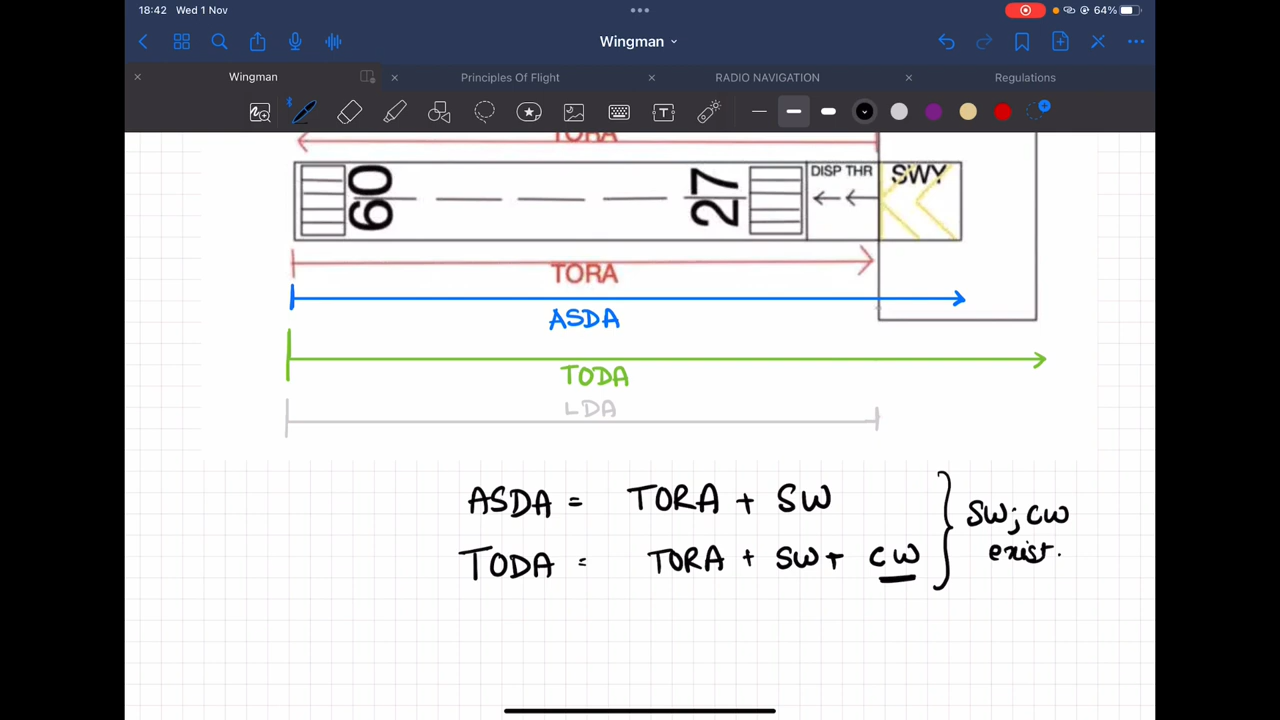 18:42 Wed 1 Nov
64%
Wingman
Wingman
Principles Of Flight
RADIO NAVIGATION
Regulations
TORA
09
27
DISP THR
SWY
TORA
ASDA
TODA
LDA
ASDA = TORA + SW
TODA = TORA + SW + CW
SW; CW
exist.